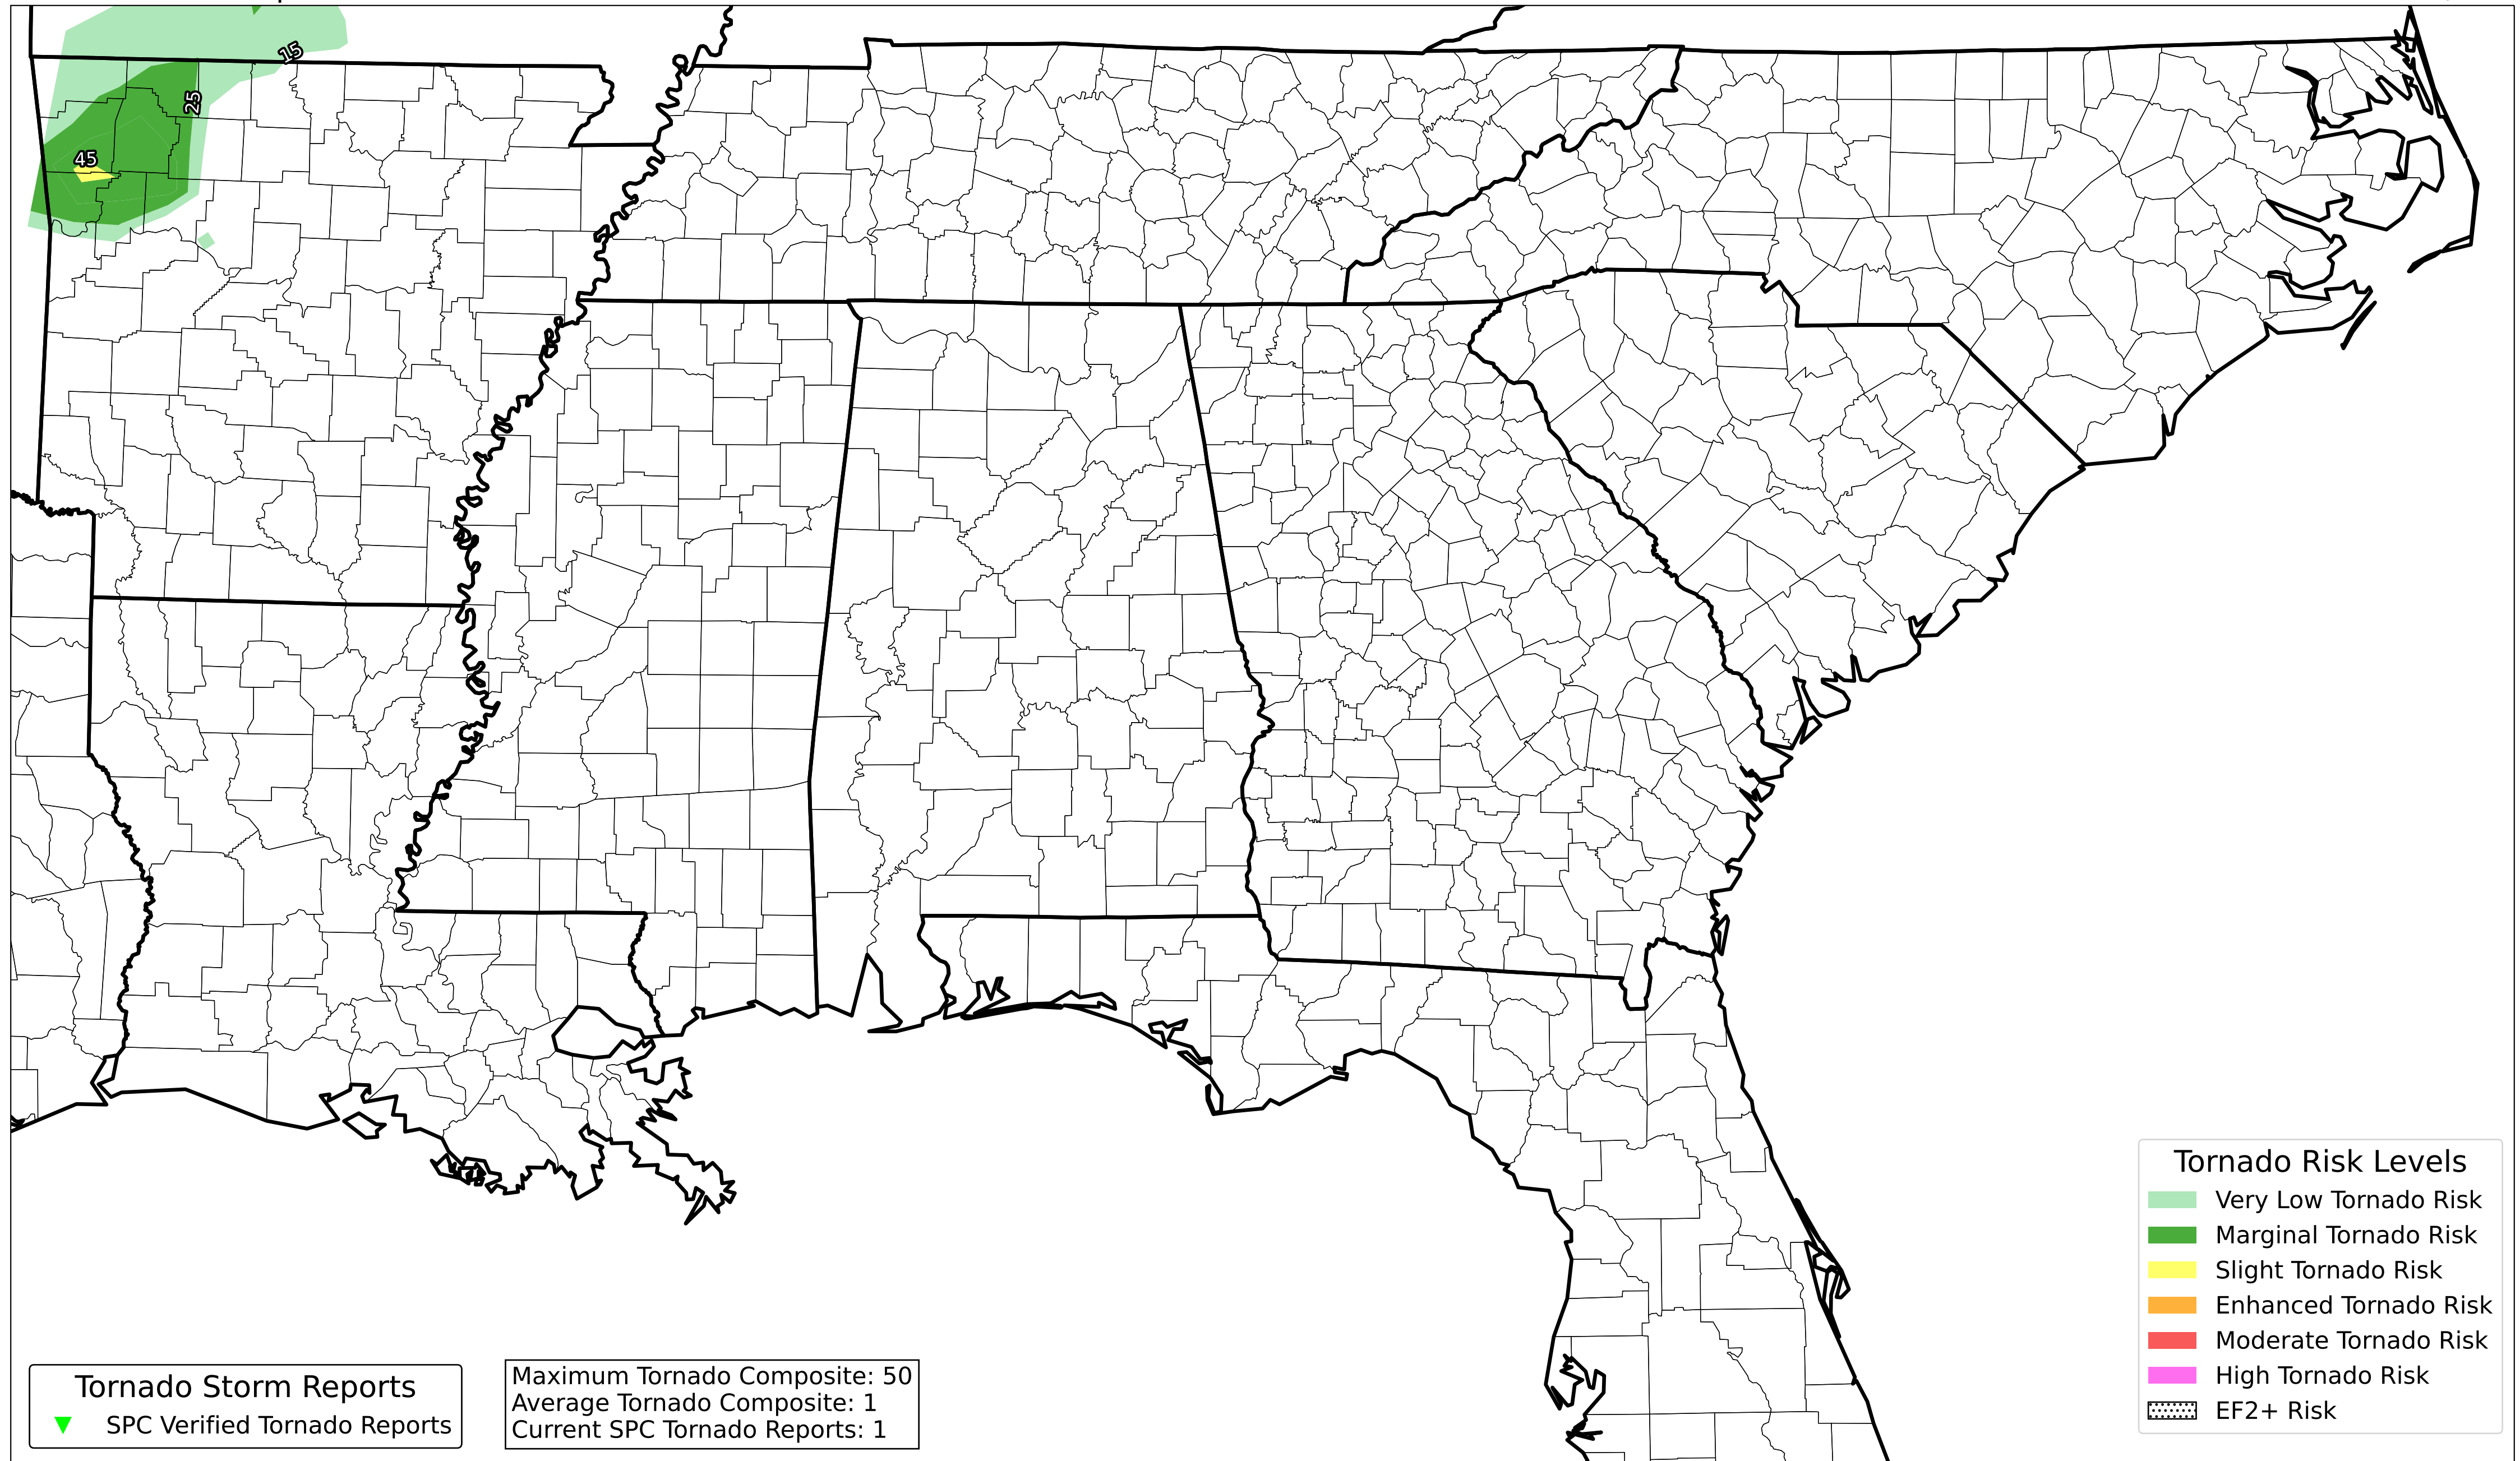 15
25
45
Tornado Risk Levels
Very Low Tornado Risk
Marginal Tornado Risk
Slight Tornado Risk
Enhanced Tornado Risk
Moderate Tornado Risk
High Tornado Risk
EF2+ Risk
Tornado Storm Reports
SPC Verified Tornado Reports
Maximum Tornado Composite: 50
Average Tornado Composite: 1
Current SPC Tornado Reports: 1